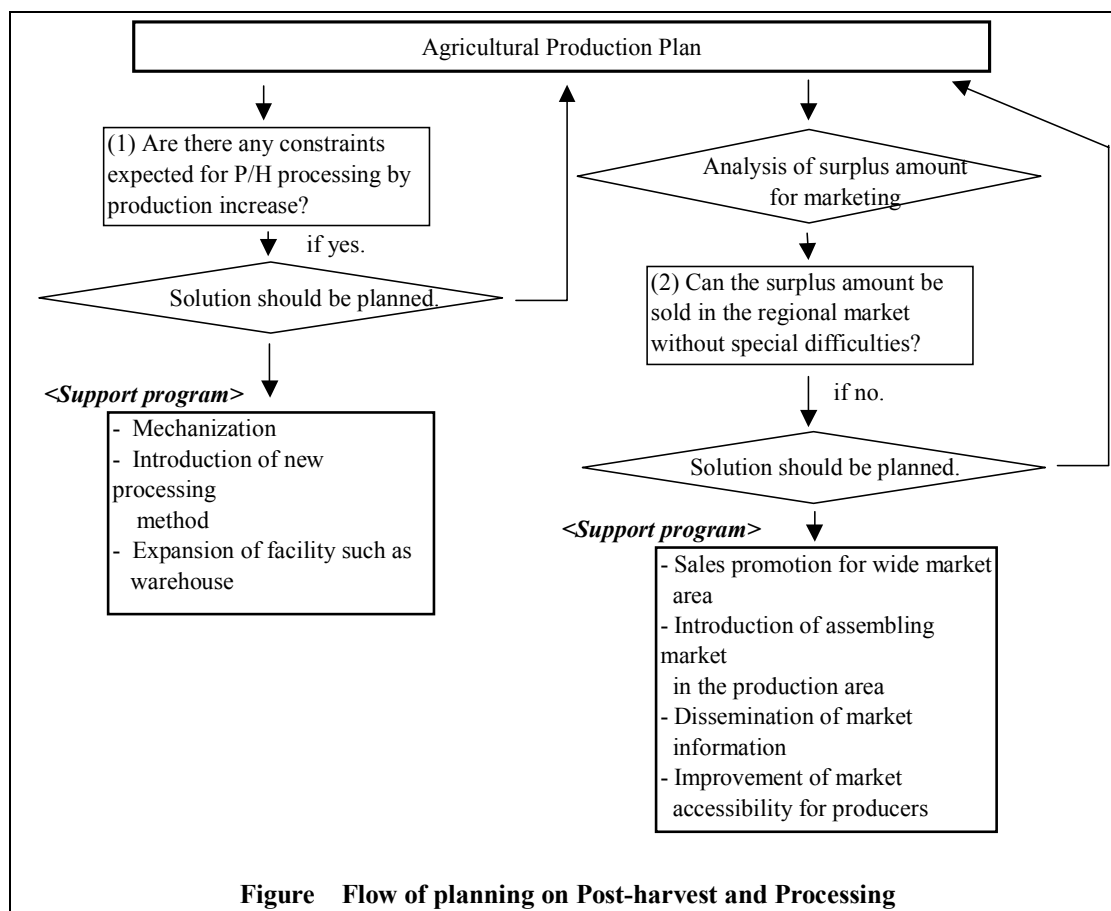 Agricultural Production Plan
(1) Are there any constraints
expected for P/H processing by
production increase?
if yes.
Solution should be planned.
<Support program>
- Mechanization
- Introduction of new
processing
method
- Expansion of facility such as
warehouse
Analysis of surplus amount
for marketing
(2) Can the surplus amount be
sold in the regional market
without special difficulties?
if no.
Solution should be planned.
<Support program>
- Sales promotion for wide market
area
- Introduction of assembling
market
in the production area
- Dissemination of market
information
- Improvement of market
accessibility for producers
Figure Flow of planning on Post-harvest and Processing